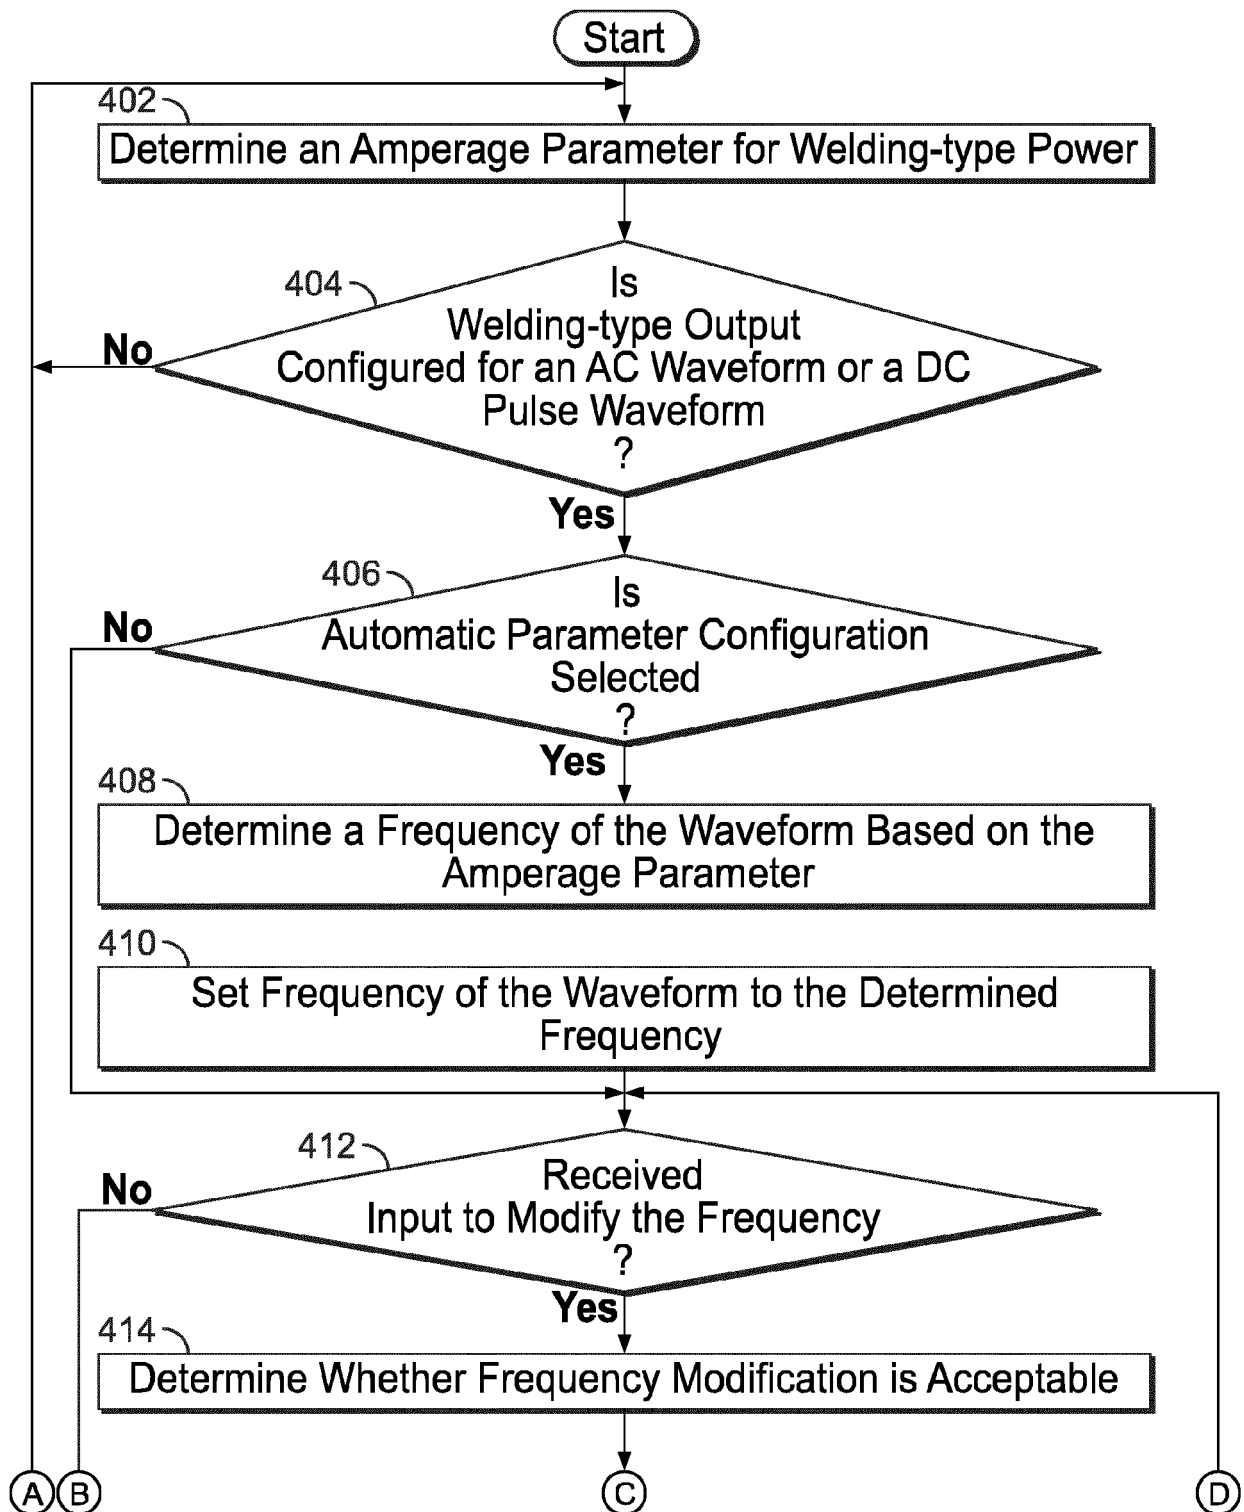 Start
402
Determine an Amperage Parameter for Welding-type Power
404
Is
Welding-type Output
Configured for an AC Waveform or a DC
Pulse Waveform
?
No
Yes
406
Is
Automatic Parameter Configuration
Selected
?
No
Yes
408
Determine a Frequency of the Waveform Based on the
Amperage Parameter
410
Set Frequency of the Waveform to the Determined
Frequency
412
Received
Input to Modify the Frequency
?
No
Yes
414
Determine Whether Frequency Modification is Acceptable
A
B
C
D